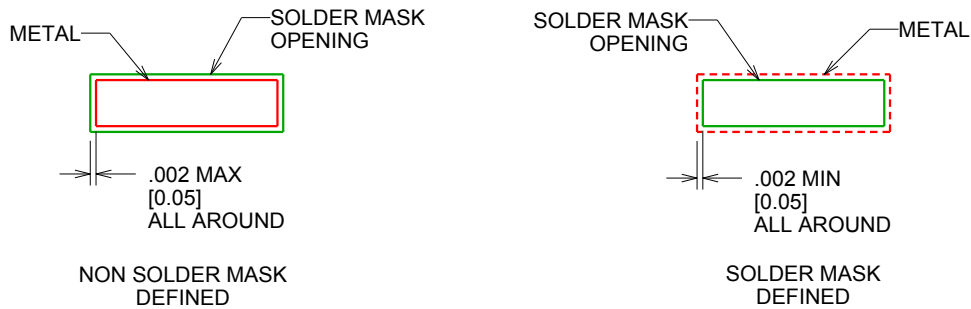 METAL
SOLDER MASK
OPENING
.002 MAX
[0.05]
ALL AROUND
NON SOLDER MASK
DEFINED
SOLDER MASK
OPENING
METAL
.002 MIN
[0.05]
ALL AROUND
SOLDER MASK
DEFINED